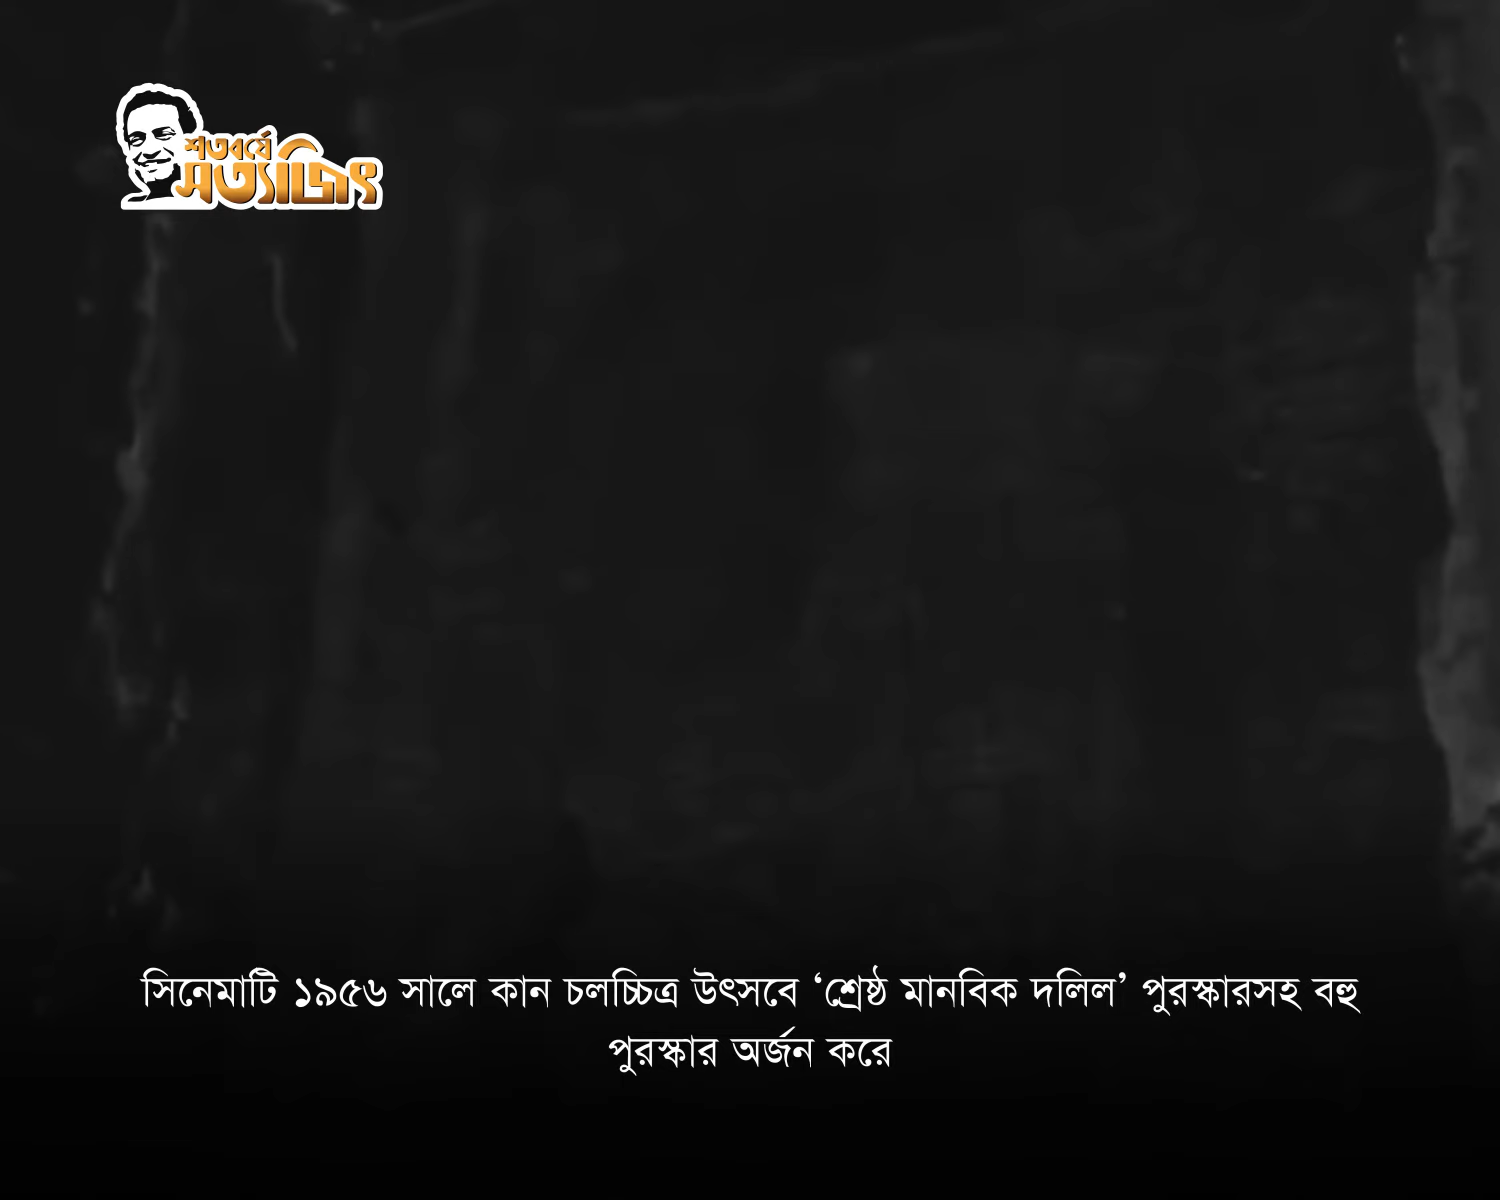 শতবর্ষে
সত্যজিৎ
সিনেমাটি ১৯৫৬ সালে কান চলচ্চিত্র উৎসবে ‘শ্রেষ্ঠ মানবিক দলিল’ পুরস্কারসহ বহু
পুরস্কার অর্জন করে